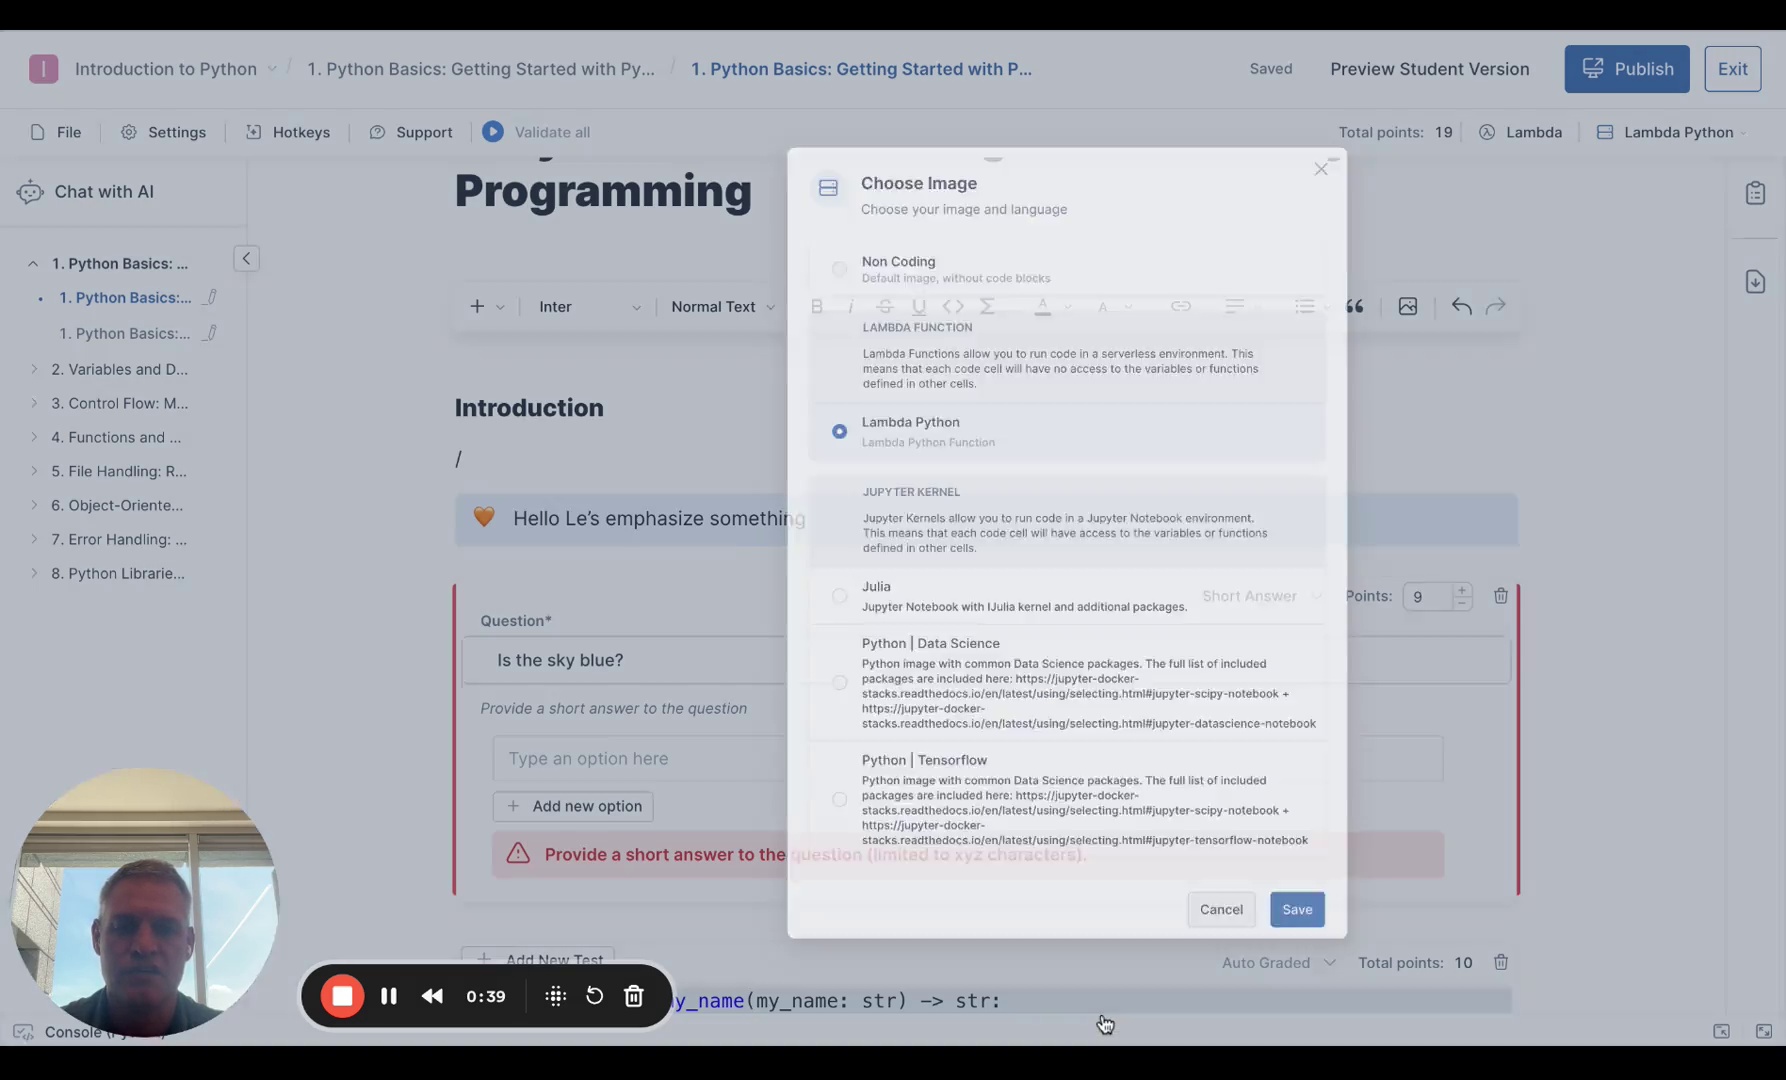 I
Introduction to Python / 1. Python Basics: Getting Started with Py... / 1. Python Basics: Getting Started with P...
Saved
Preview Student Version
Publish
Exit
File
Settings
Hotkeys
Support
Validate all
Total points: 19
Lambda
Lambda Python
Chat with AI
1. Python Basics: ...
1. Python Basics:...
1. Python Basics:...
2. Variables and D...
3. Control Flow: M...
4. Functions and ...
5. File Handling: R...
6. Object-Oriente...
7. Error Handling: ...
8. Python Librarie...
Programming
Inter
Normal Text
Introduction
/
Hello Le's emphasize something
Question*
Short Answer
Points: 9
Is the sky blue?
Provide a short answer to the question
Type an option here
Add new option
Provide a short answer to the question (limited to xyz characters).
Add New Test
Auto Graded
Total points: 10
my_name(my_name: str) -> str:
Choose Image
Choose your image and language
Non Coding
Default image, without code blocks
LAMBDA FUNCTION
Lambda Functions allow you to run code in a serverless environment. This
means that each code cell will have no access to the variables or functions
defined in other cells.
Lambda Python
Lambda Python Function
JUPYTER KERNEL
Jupyter Kernels allow you to run code in a Jupyter Notebook environment.
This means that each code cell will have access to the variables or functions
defined in other cells.
Julia
Jupyter Notebook with IJulia kernel and additional packages.
Python | Data Science
Python image with common Data Science packages. The full list of included
packages are included here: https://jupyter-docker-
stacks.readthedocs.io/en/latest/using/selecting.html#jupyter-scipy-notebook +
https://jupyter-docker-
stacks.readthedocs.io/en/latest/using/selecting.html#jupyter-datascience-notebook
Python | Tensorflow
Python image with common Data Science packages. The full list of included
packages are included here: https://jupyter-docker-
stacks.readthedocs.io/en/latest/using/selecting.html#jupyter-scipy-notebook +
https://jupyter-docker-
stacks.readthedocs.io/en/latest/using/selecting.html#jupyter-tensorflow-notebook
Cancel
Save
0:39
Console